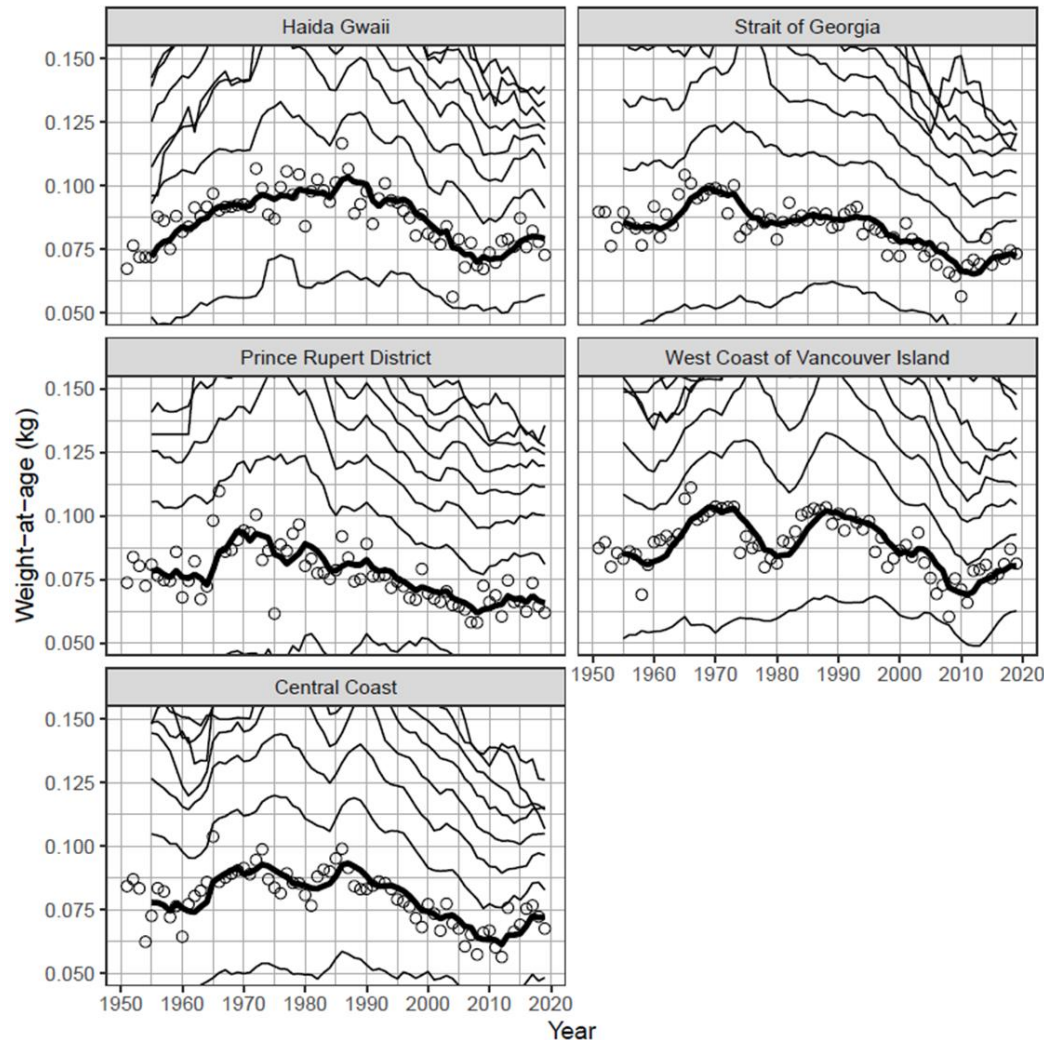 Haida Gwaii
Strait of Georgia
0.150
0.125
0.100
0.075
0.050
Prince Rupert District
West Coast of Vancouver Island
0.150
0.125
0.100
0.075
0.050
1950 1960 1970 1980 1990 2000 2010 2020
Central Coast
0.150
0.125
0.100
0.075
0.050
1950 1960 1970 1980 1990 2000 2010 2020
Weight−at−age (kg)
Year